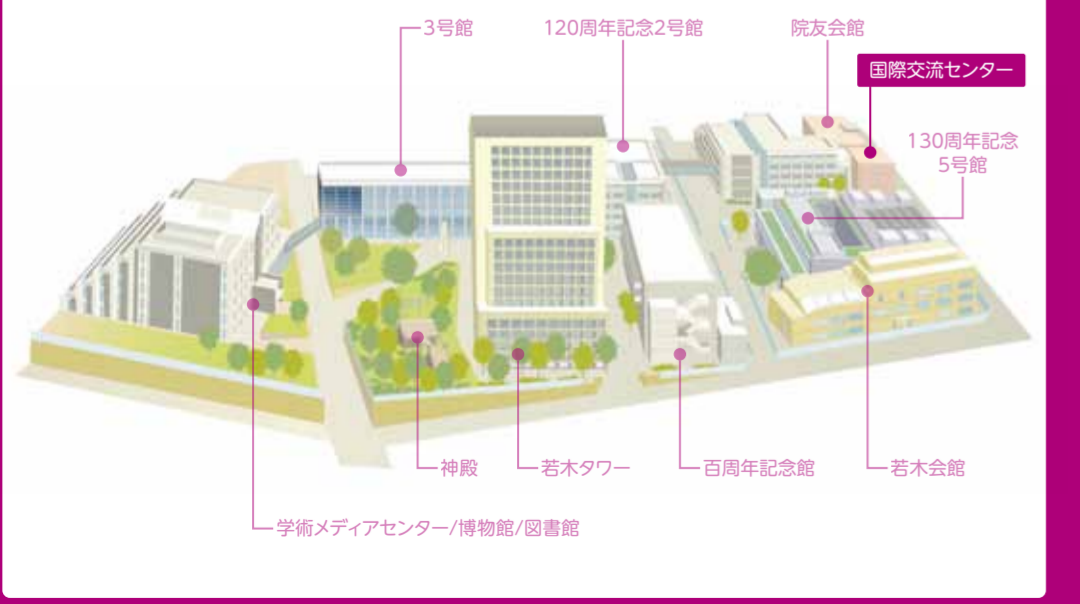 3号館
120周年記念2号館
院友会館
国際交流センター
130周年記念
5号館
神殿
若木タワー
百周年記念館
若木会館
学術メディアセンター/博物館/図書館